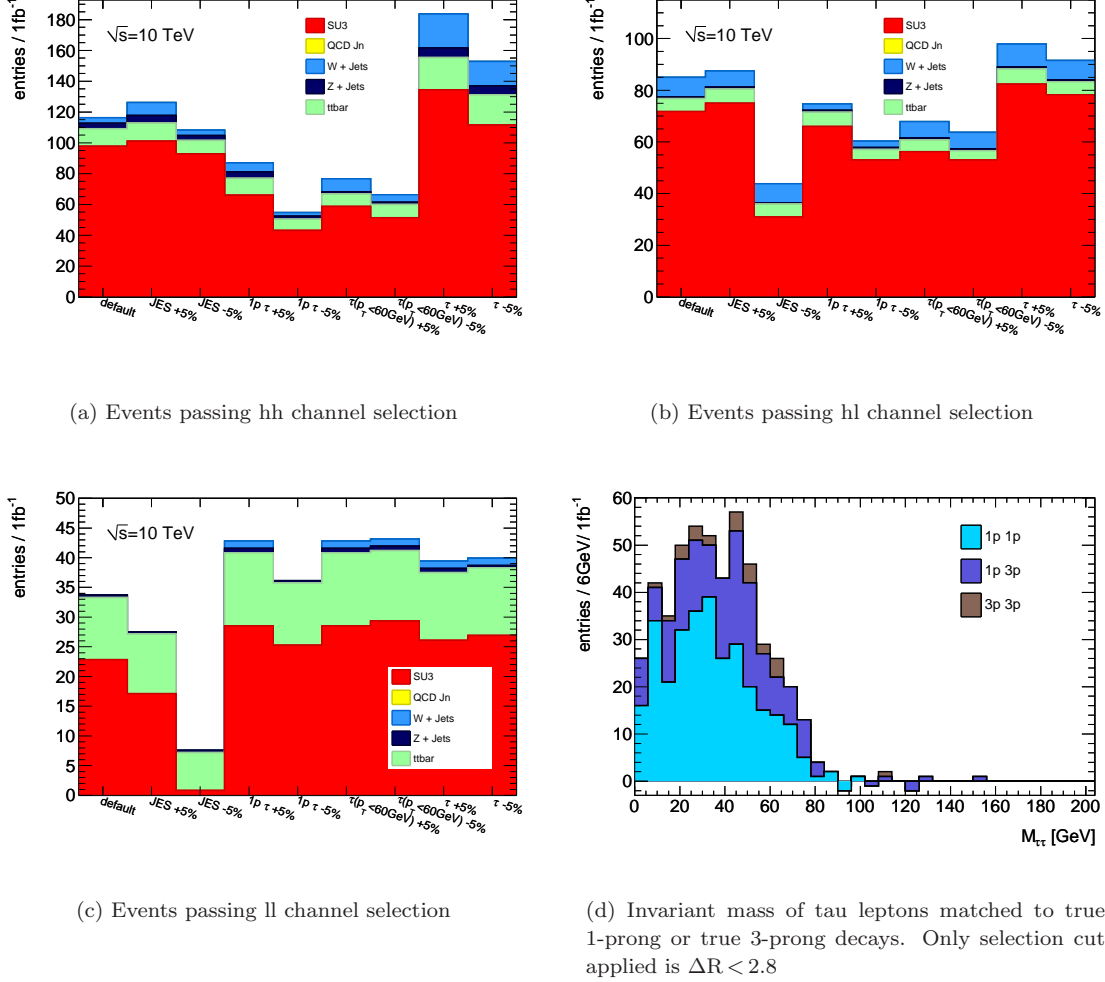 entries / 1fb⁻¹
180
160
140
120
100
80
60
40
20
0
√s=10 TeV
SU3
QCD Jn
W + Jets
Z + Jets
ttbar
default
JES +5%
JES -5%
1p τ +5%
1p τ -5%
τ(p_τ <60GeV) +5%
τ(p_τ <60GeV) -5%
τ +5%
τ -5%
(a) Events passing hh channel selection
entries / 1fb⁻¹
100
80
60
40
20
0
√s=10 TeV
SU3
QCD Jn
W + Jets
Z + Jets
ttbar
default
JES +5%
JES -5%
1p τ +5%
1p τ -5%
τ(p_τ <60GeV) +5%
τ(p_τ <60GeV) -5%
τ +5%
τ -5%
(b) Events passing hl channel selection
entries / 1fb⁻¹
50
45
40
35
30
25
20
15
10
5
0
√s=10 TeV
SU3
QCD Jn
W + Jets
Z + Jets
ttbar
default
JES +5%
JES -5%
1p τ +5%
1p τ -5%
τ(p_τ <60GeV) +5%
τ(p_τ <60GeV) -5%
τ +5%
τ -5%
(c) Events passing ll channel selection
entries / 6GeV/ 1fb⁻¹
60
50
40
30
20
10
0
1p 1p
1p 3p
3p 3p
0 20 40 60 80 100 120 140 160 180 200
M_ττ [GeV]
(d) Invariant mass of tau leptons matched to true
1-prong or true 3-prong decays. Only selection cut
applied is ΔR < 2.8